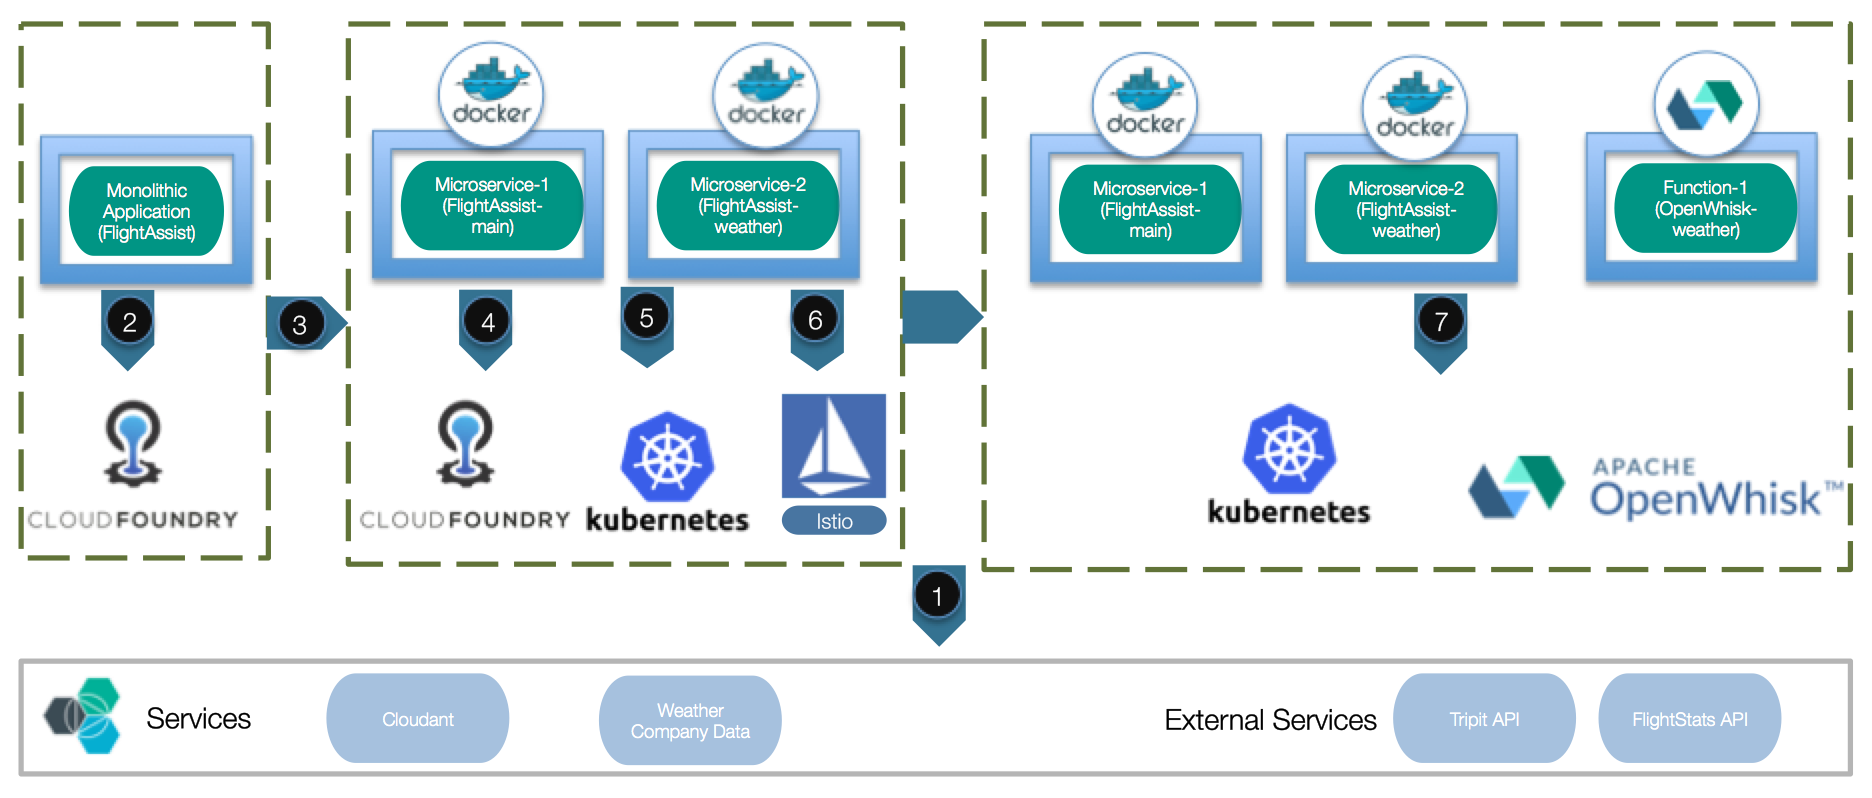 docker
docker
docker
docker
Monolithic
Application
(FlightAssist)
Microservice-1
(FlightAssist-
main)
Microservice-2
(FlightAssist-
weather)
Microservice-1
(FlightAssist-
main)
Microservice-2
(FlightAssist-
weather)
Function-1
(OpenWhisk-
weather)
2
3
4
5
6
7
CLOUDFOUNDRY
CLOUDFOUNDRY
kubernetes
Istio
kubernetes
APACHE
OpenWhisk™
1
Services
Cloudant
Weather
Company Data
External Services
Tripit API
FlightStats API